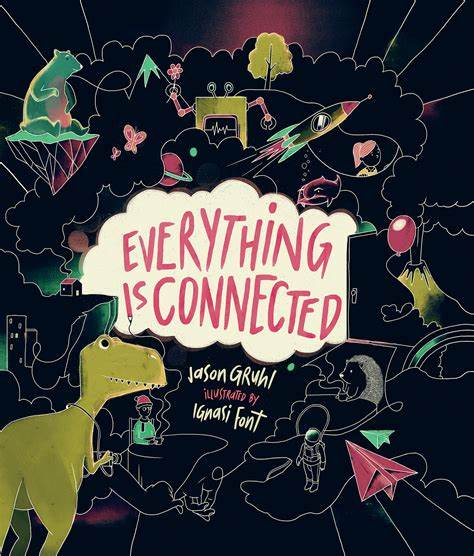 EVERYTHING
IS CONNECTED
Jason Gruhl
ILLUSTRATED BY
Ignasi Font